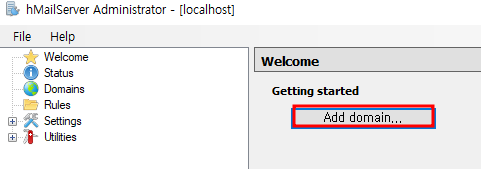 hMailServer Administrator - [localhost]
File Help
Welcome
Status
Domains
Rules
Settings
Utilities
Welcome
Getting started
Add domain...